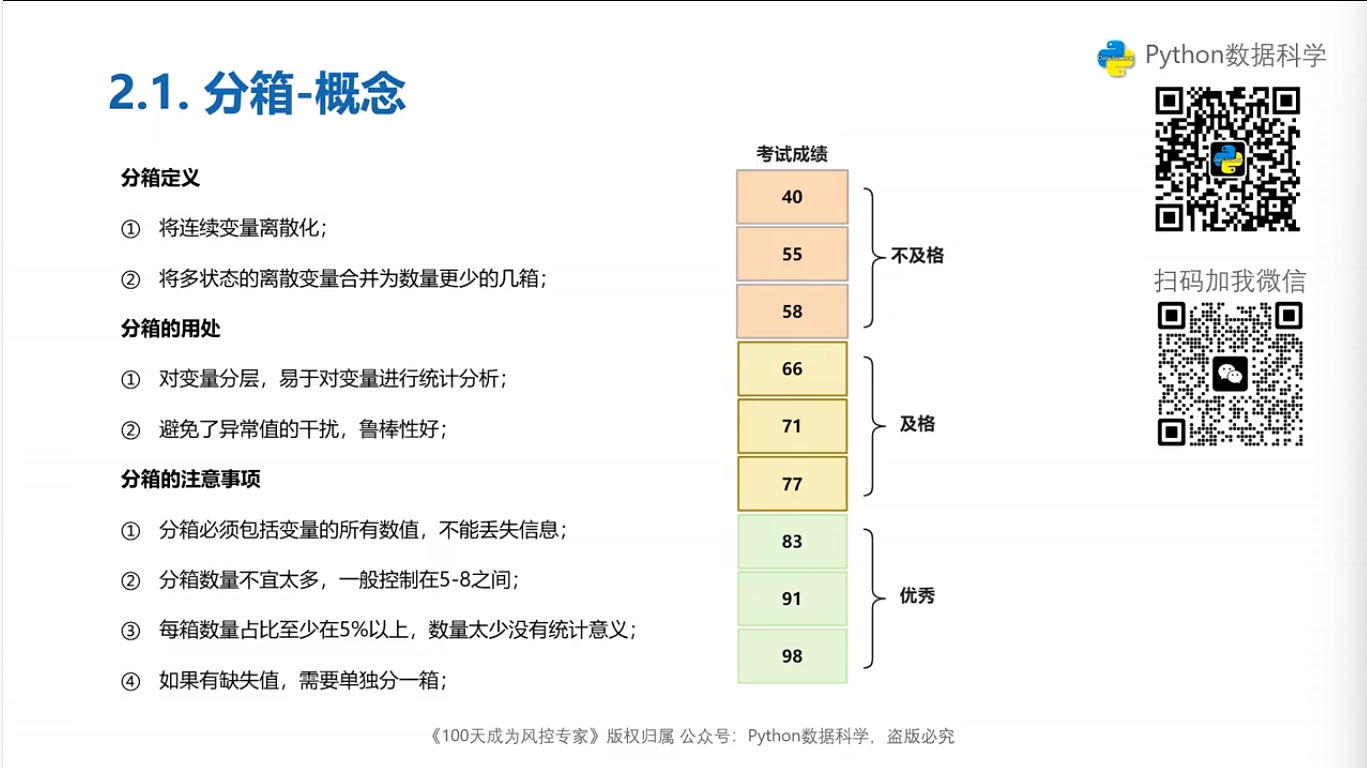 Python数据科学
2.1. 分箱-概念
分箱定义
① 将连续变量离散化；
② 将多状态的离散变量合并为数量更少的几箱；
分箱的用处
① 对变量分层，易于对变量进行统计分析；
② 避免了异常值的干扰，鲁棒性好；
分箱的注意事项
① 分箱必须包括变量的所有数值，不能丢失信息；
② 分箱数量不宜太多，一般控制在5-8之间；
③ 每箱数量占比至少在5%以上，数量太少没有统计意义；
④ 如果有缺失值，需要单独分一箱；
考试成绩
40
55
58
不及格
66
71
77
及格
83
91
98
优秀
扫码加我微信
《100天成为风控专家》版权归属 公众号：Python数据科学，盗版必究